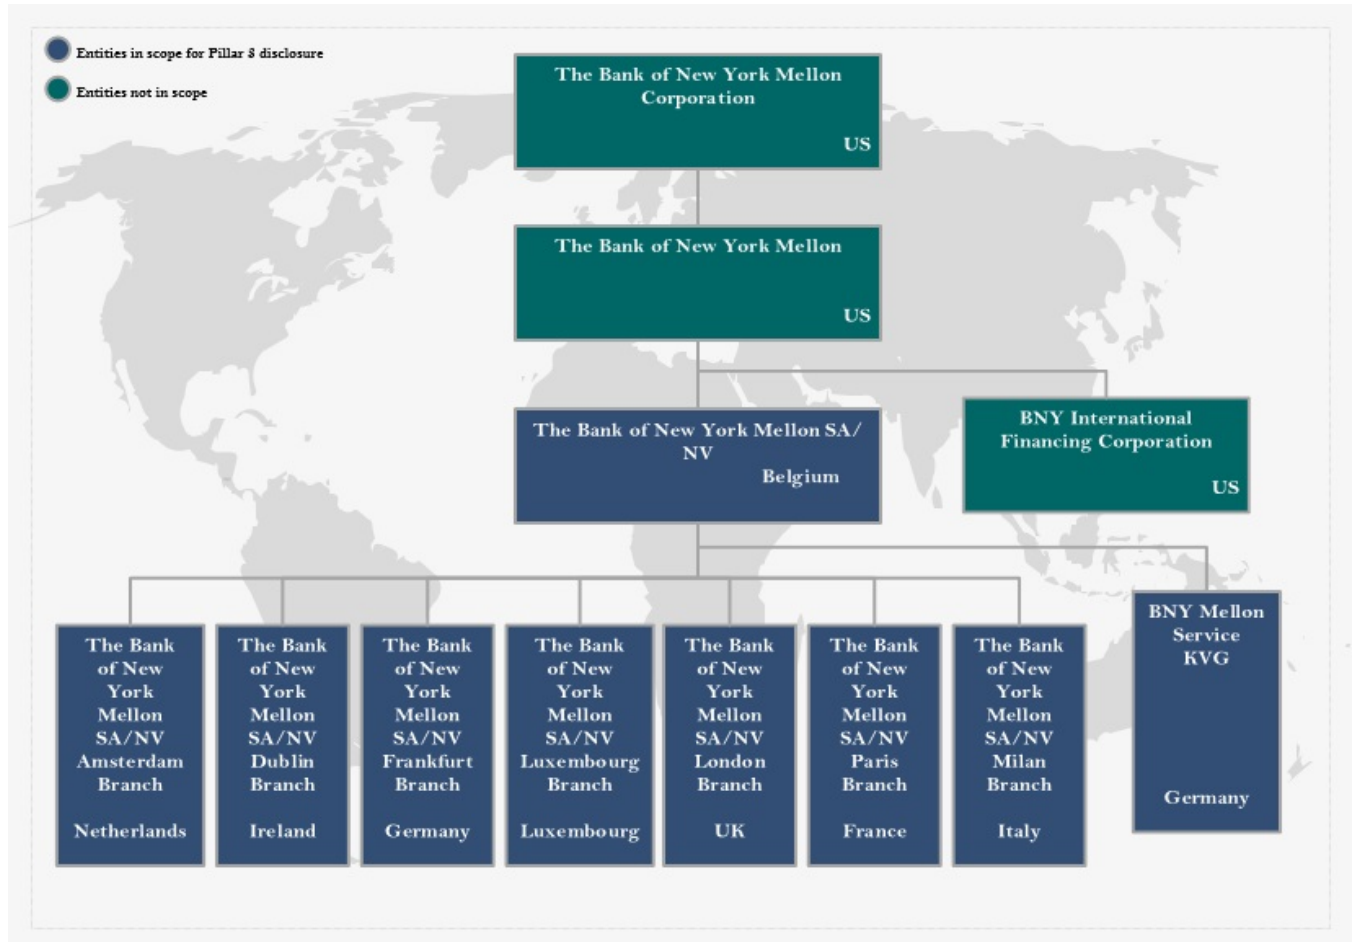 Entities in scope for Pillar 3 disclosure
Entities not in scope
The Bank of New York Mellon
Corporation
US
The Bank of New York Mellon
US
The Bank of New York Mellon SA/
NV
Belgium
BNY International
Financing Corporation
US
The Bank
of New
York
Mellon
SA/NV
Amsterdam
Branch
Netherlands
The Bank
of New
York
Mellon
SA/NV
Dublin
Branch
Ireland
The Bank
of New
York
Mellon
SA/NV
Frankfurt
Branch
Germany
The Bank
of New
York
Mellon
SA/NV
Luxembourg
Branch
Luxembourg
The Bank
of New
York
Mellon
SA/NV
London
Branch
UK
The Bank
of New
York
Mellon
SA/NV
Paris
Branch
France
The Bank
of New
York
Mellon
SA/NV
Milan
Branch
Italy
BNY Mellon
Service
KVG
Germany